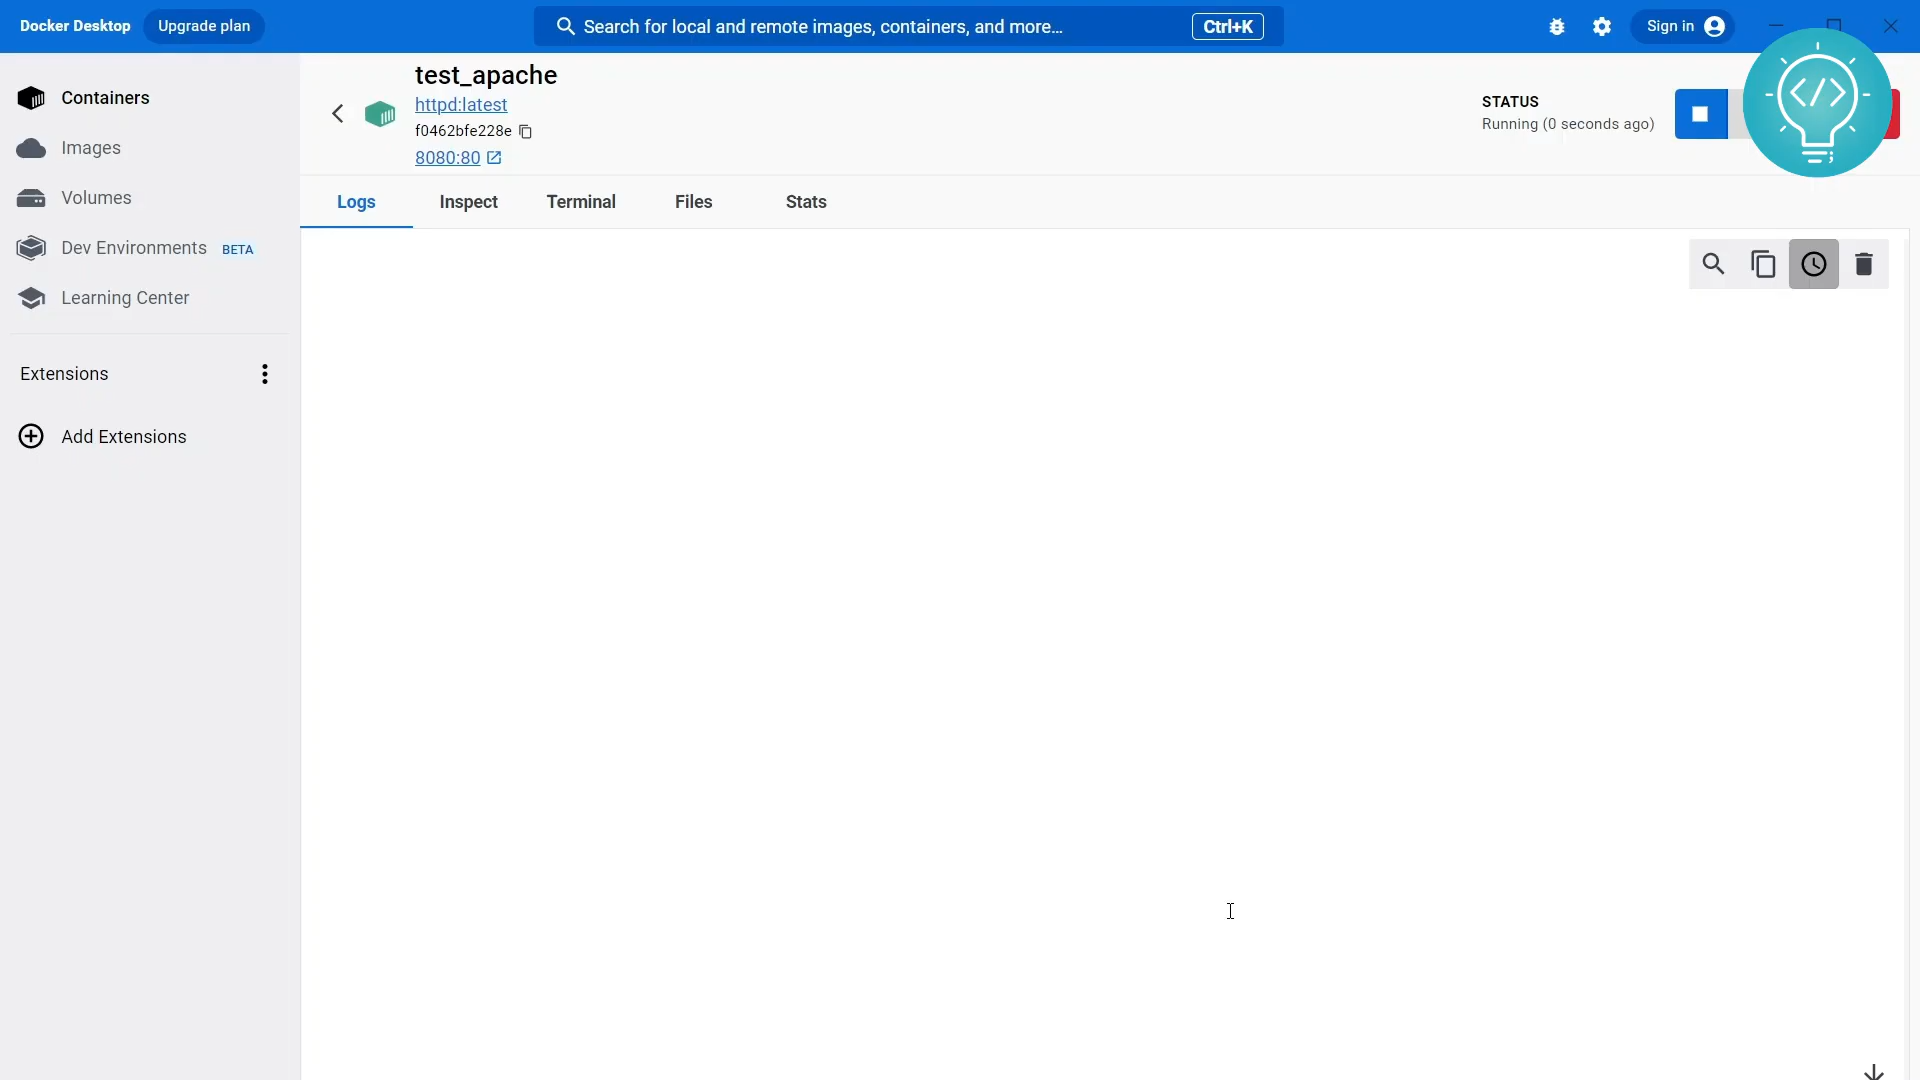 Docker Desktop
Upgrade plan
Search for local and remote images, containers, and more...
Ctrl+K
Sign in
Containers
Images
Volumes
Dev Environments BETA
Learning Center
Extensions
Add Extensions
test_apache
httpd:latest
f0462bfe228e
8080:80
STATUS
Running (0 seconds ago)
Logs
Inspect
Terminal
Files
Stats